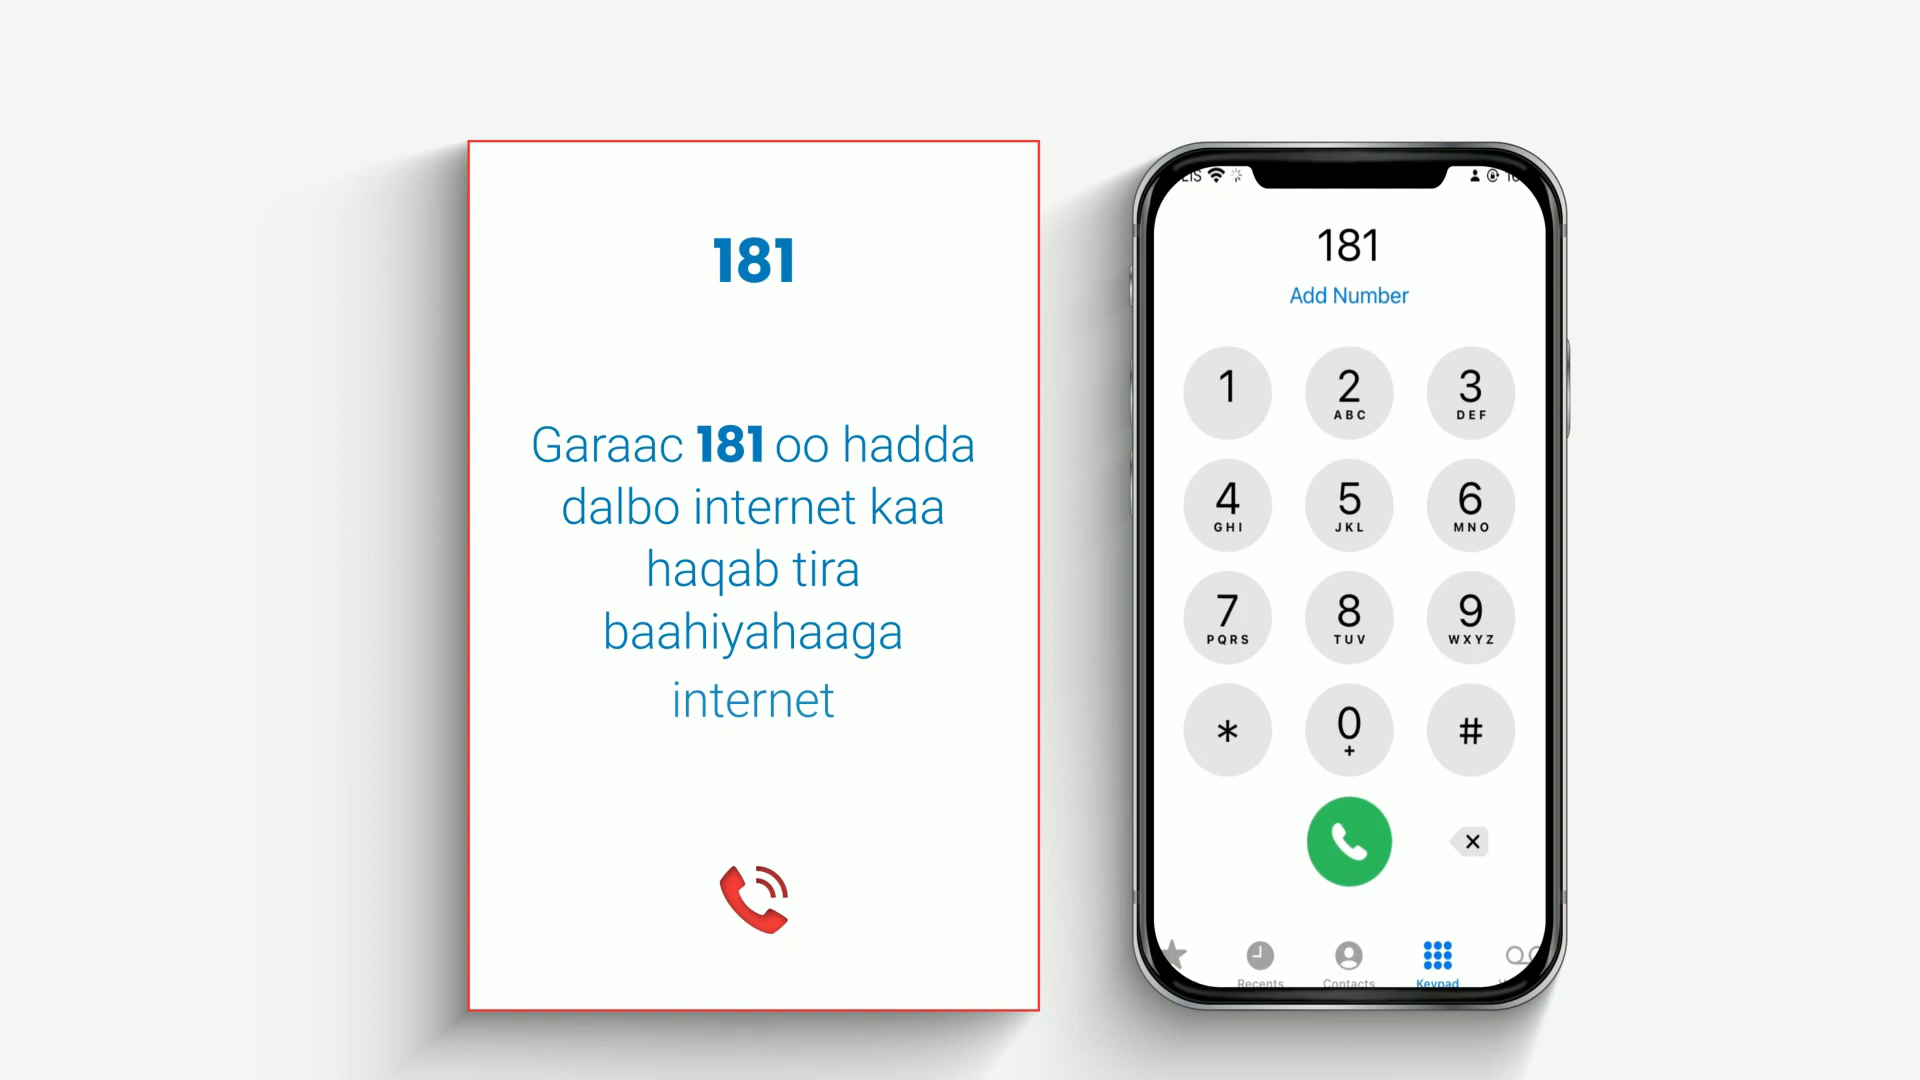 181
Garaac 181 oo hadda
dalbo internet kaa
haqab tira
baahiyahaaga
internet
181
Add Number
1
2
ABC
3
DEF
4
GHI
5
JKL
6
MNO
7
PQRS
8
TUV
9
WXYZ
*
0
+
#
Recents
Contacts
Keypad